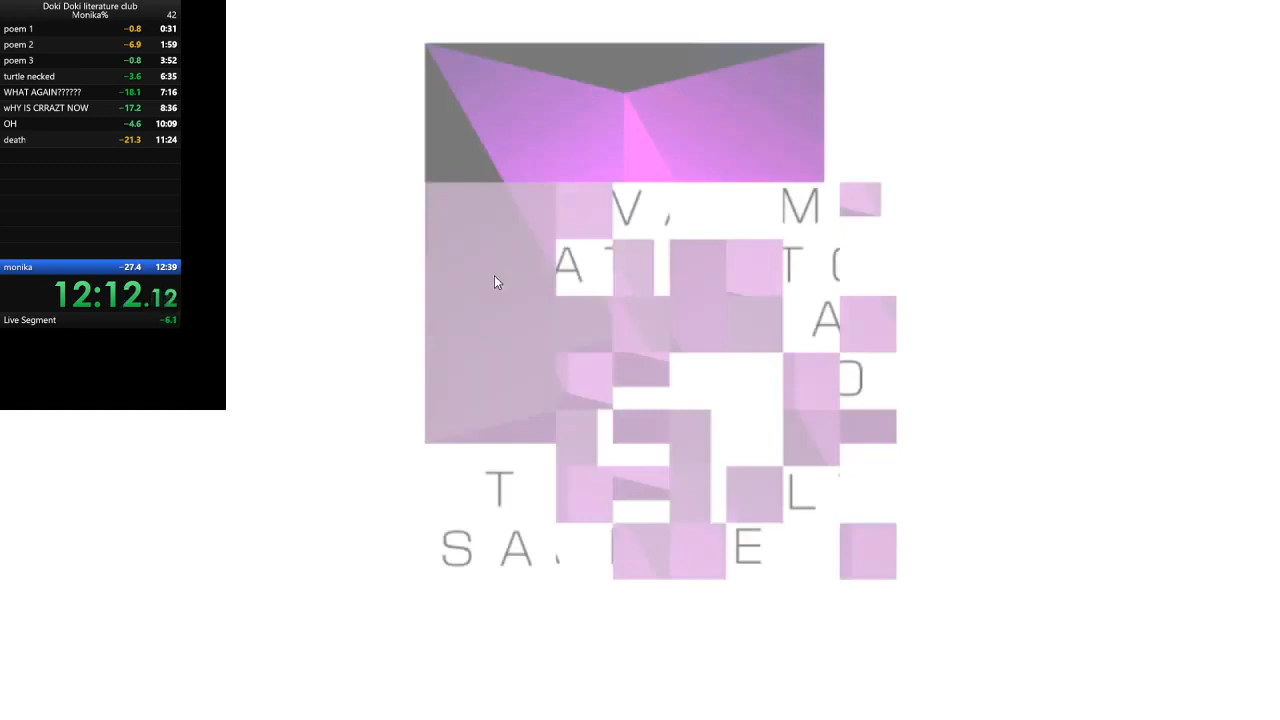 Doki Doki literature club
Monika% 42
poem 1 −0.8 0:31
poem 2 −6.9 1:59
poem 3 −0.8 3:52
turtle necked −3.6 6:35
WHAT AGAIN?????? −18.1 7:16
wHY IS CRRAZT NOW −17.2 8:36
OH −4.6 10:09
death −21.3 11:24
monika −27.4 12:39
12:12.12
Live Segment −6.1
V M
A T
A
T L
S A E